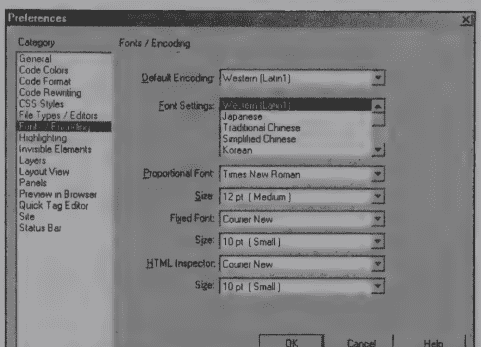 Preferences
Category
Fonts / Encoding
General
Code Colors
Code Format
Code Rewriting
CSS Styles
File Types / Editors
Fonts / Encoding
Highlighting
Invisible Elements
Layers
Layout View
Panels
Preview in Browser
Quick Tag Editor
Site
Status Bar
Default Encoding: Western (Latin1)
Font Settings: Western (Latin1)
Japanese
Traditional Chinese
Simplified Chinese
Korean
Proportional Font: Times New Roman
Size: 12 pt ( Medium )
Fixed Font: Courier New
Size: 10 pt ( Small )
HTML Inspector: Courier New
Size: 10 pt ( Small )
OK Cancel Help